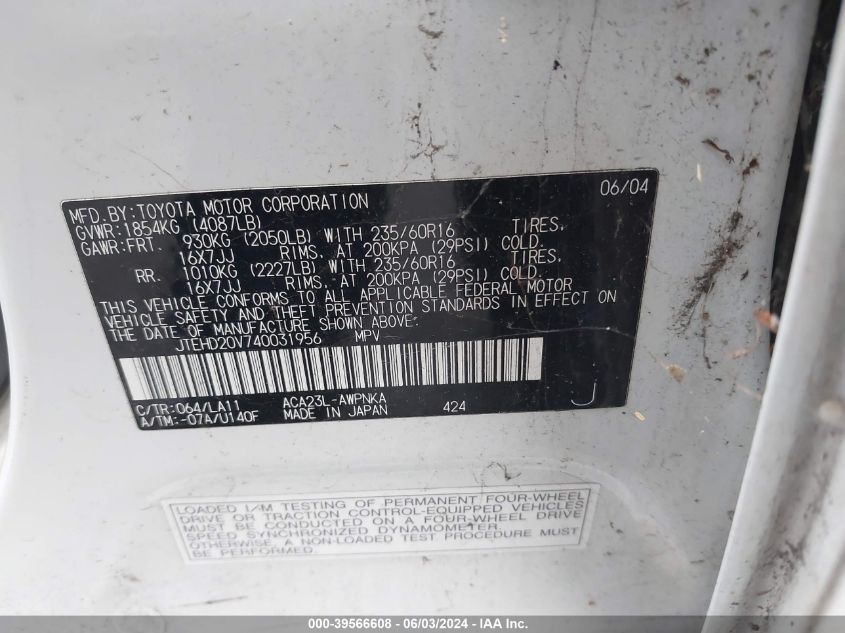 MFD. BY: TOYOTA MOTOR CORPORATION 06/04
GVWR: 1854KG (4087LB)
GAWR: FRT. 930KG (2050LB) WITH 235/60R16 TIRES,
16X7JJ RIMS, AT 200KPA (29PSI) COLD.
RR. 1010KG (2227LB) WITH 235/60R16 TIRES,
16X7JJ RIMS, AT 200KPA (29PSI) COLD.
THIS VEHICLE CONFORMS TO ALL APPLICABLE FEDERAL MOTOR
VEHICLE SAFETY AND THEFT PREVENTION STANDARDS IN EFFECT ON
THE DATE OF MANUFACTURE SHOWN ABOVE.
JTEHD20V740031956 MPV
C/TR: 064/LA11 ACA23L-AWPNKA
A/TM: -07A/U140F MADE IN JAPAN 424 J
LOADED I/M TESTING OF PERMANENT FOUR-WHEEL
DRIVE OR TRACTION CONTROL-EQUIPPED VEHICLES
MUST BE CONDUCTED ON A FOUR-WHEEL DRIVE
SPEED SYNCHRONIZED DYNAMOMETER.
OTHERWISE, A NON-LOADED TEST PROCEDURE MUST
BE PERFORMED.
000-39566608 - 06/03/2024 - IAA Inc.